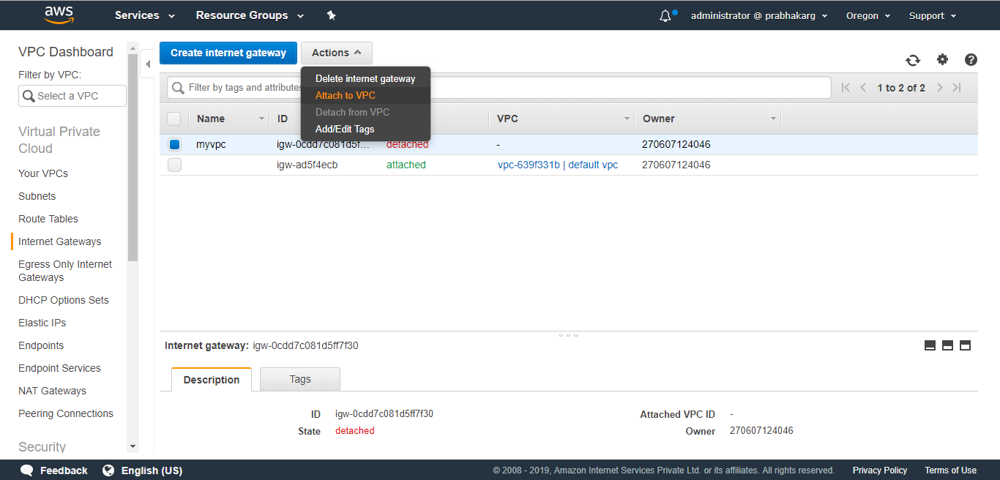 aws Services Resource Groups administrator @ prabhakarg Oregon Support
VPC Dashboard
Filter by VPC:
Select a VPC
Virtual Private
Cloud
Your VPCs
Subnets
Route Tables
Internet Gateways
Egress Only Internet
Gateways
DHCP Options Sets
Elastic IPs
Endpoints
Endpoint Services
NAT Gateways
Peering Connections
Security
Create internet gateway Actions
Delete internet gateway
Attach to VPC
Detach from VPC
Add/Edit Tags
Filter by tags and attributes 1 to 2 of 2
Name ID VPC Owner
myvpc igw-0cdd7c081d5f... detached - 270607124046
igw-ad5f4ecb attached vpc-639f331b | default vpc 270607124046
Internet gateway: igw-0cdd7c081d5ff7f30
Description Tags
ID igw-0cdd7c081d5ff7f30 Attached VPC ID -
State detached Owner 270607124046
Feedback English (US) © 2008 - 2019, Amazon Internet Services Private Ltd. or its affiliates. All rights reserved. Privacy Policy Terms of Use